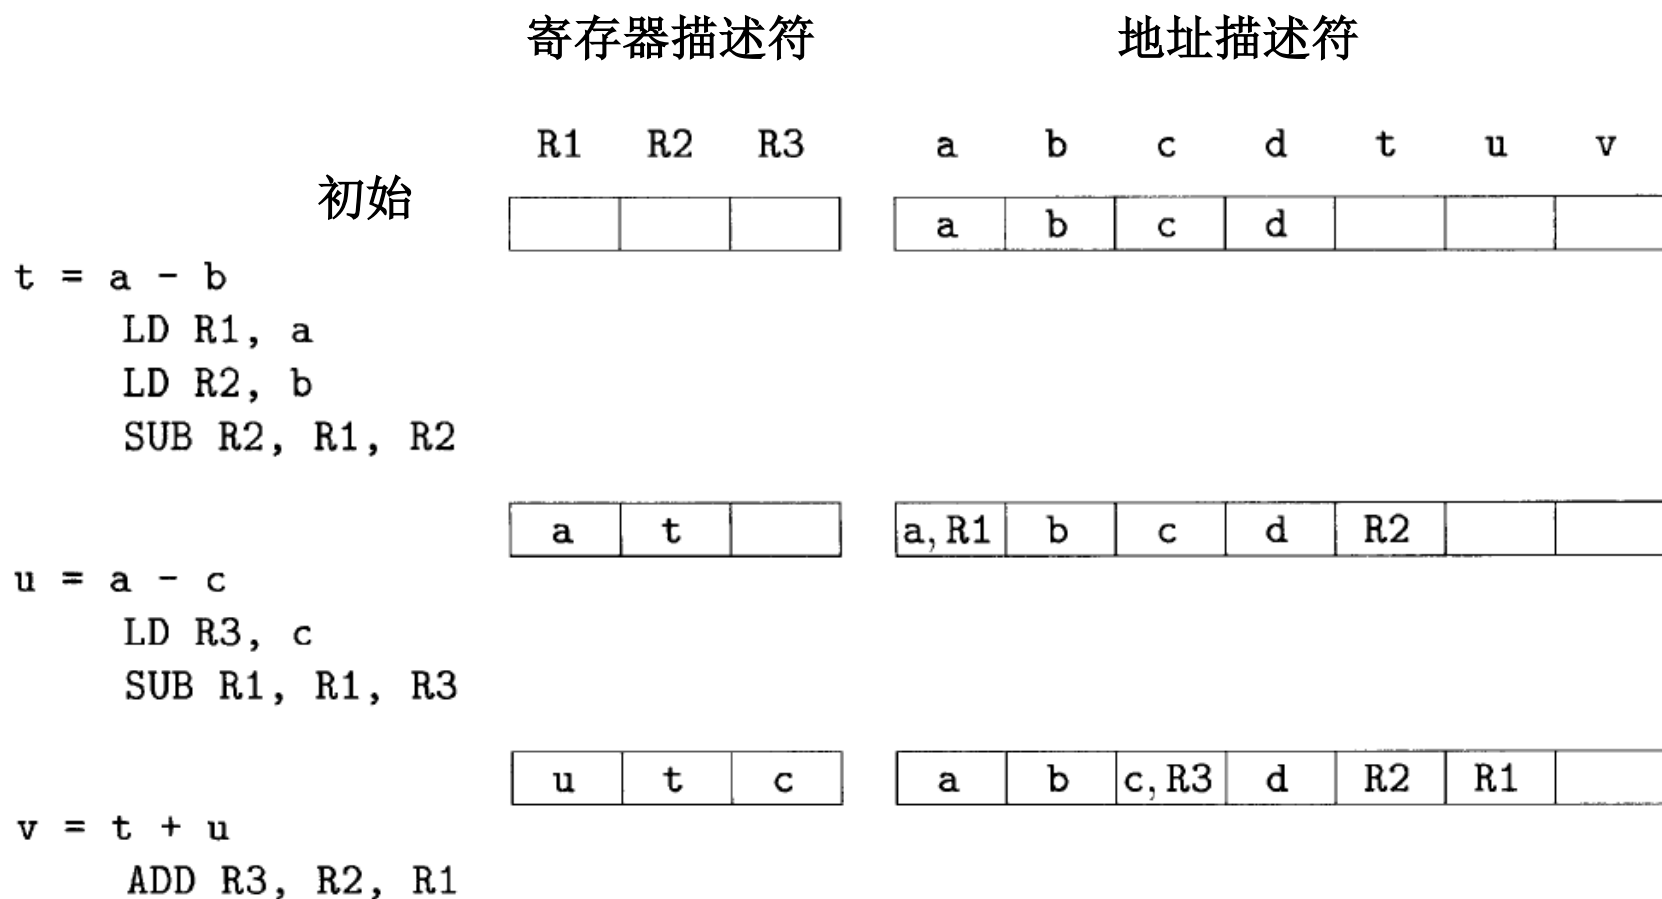 寄存器描述符 地址描述符
R1 R2 R3 a b c d t u v
初始
a b c d
t = a - b
LD R1, a
LD R2, b
SUB R2, R1, R2
a t a, R1 b c d R2
u = a - c
LD R3, c
SUB R1, R1, R3
u t c a b c, R3 d R2 R1
v = t + u
ADD R3, R2, R1